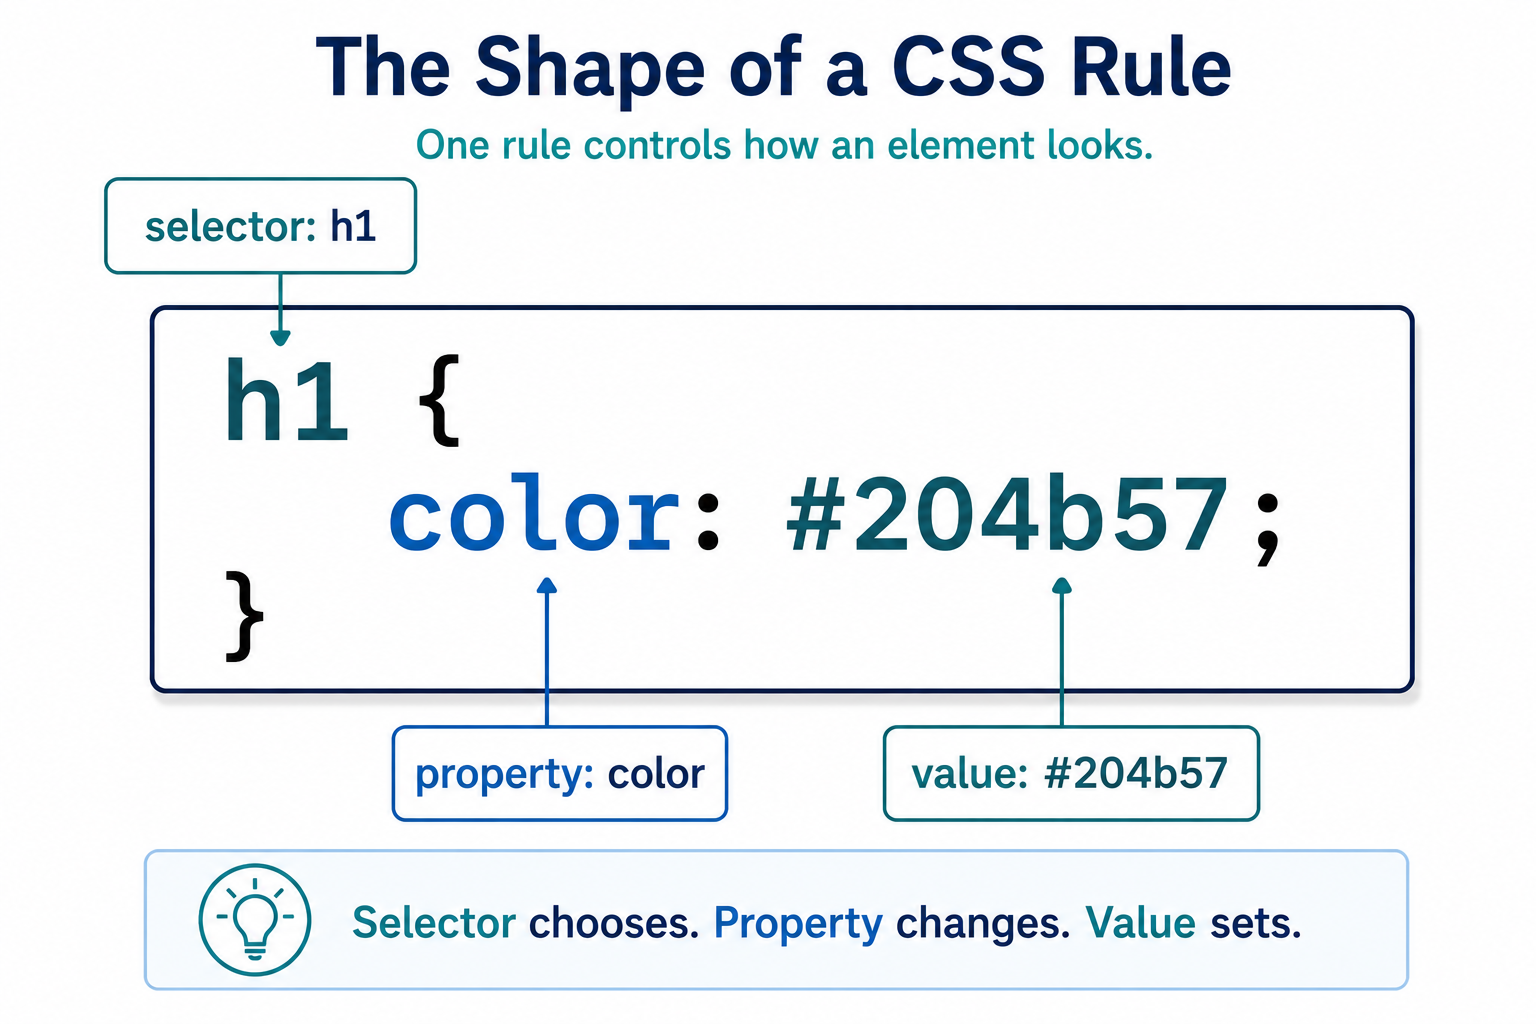 The Shape of a CSS Rule
One rule controls how an element looks.
selector: h1
h1 {
color: #204b57;
}
property: color
value: #204b57
Selector chooses. Property changes. Value sets.